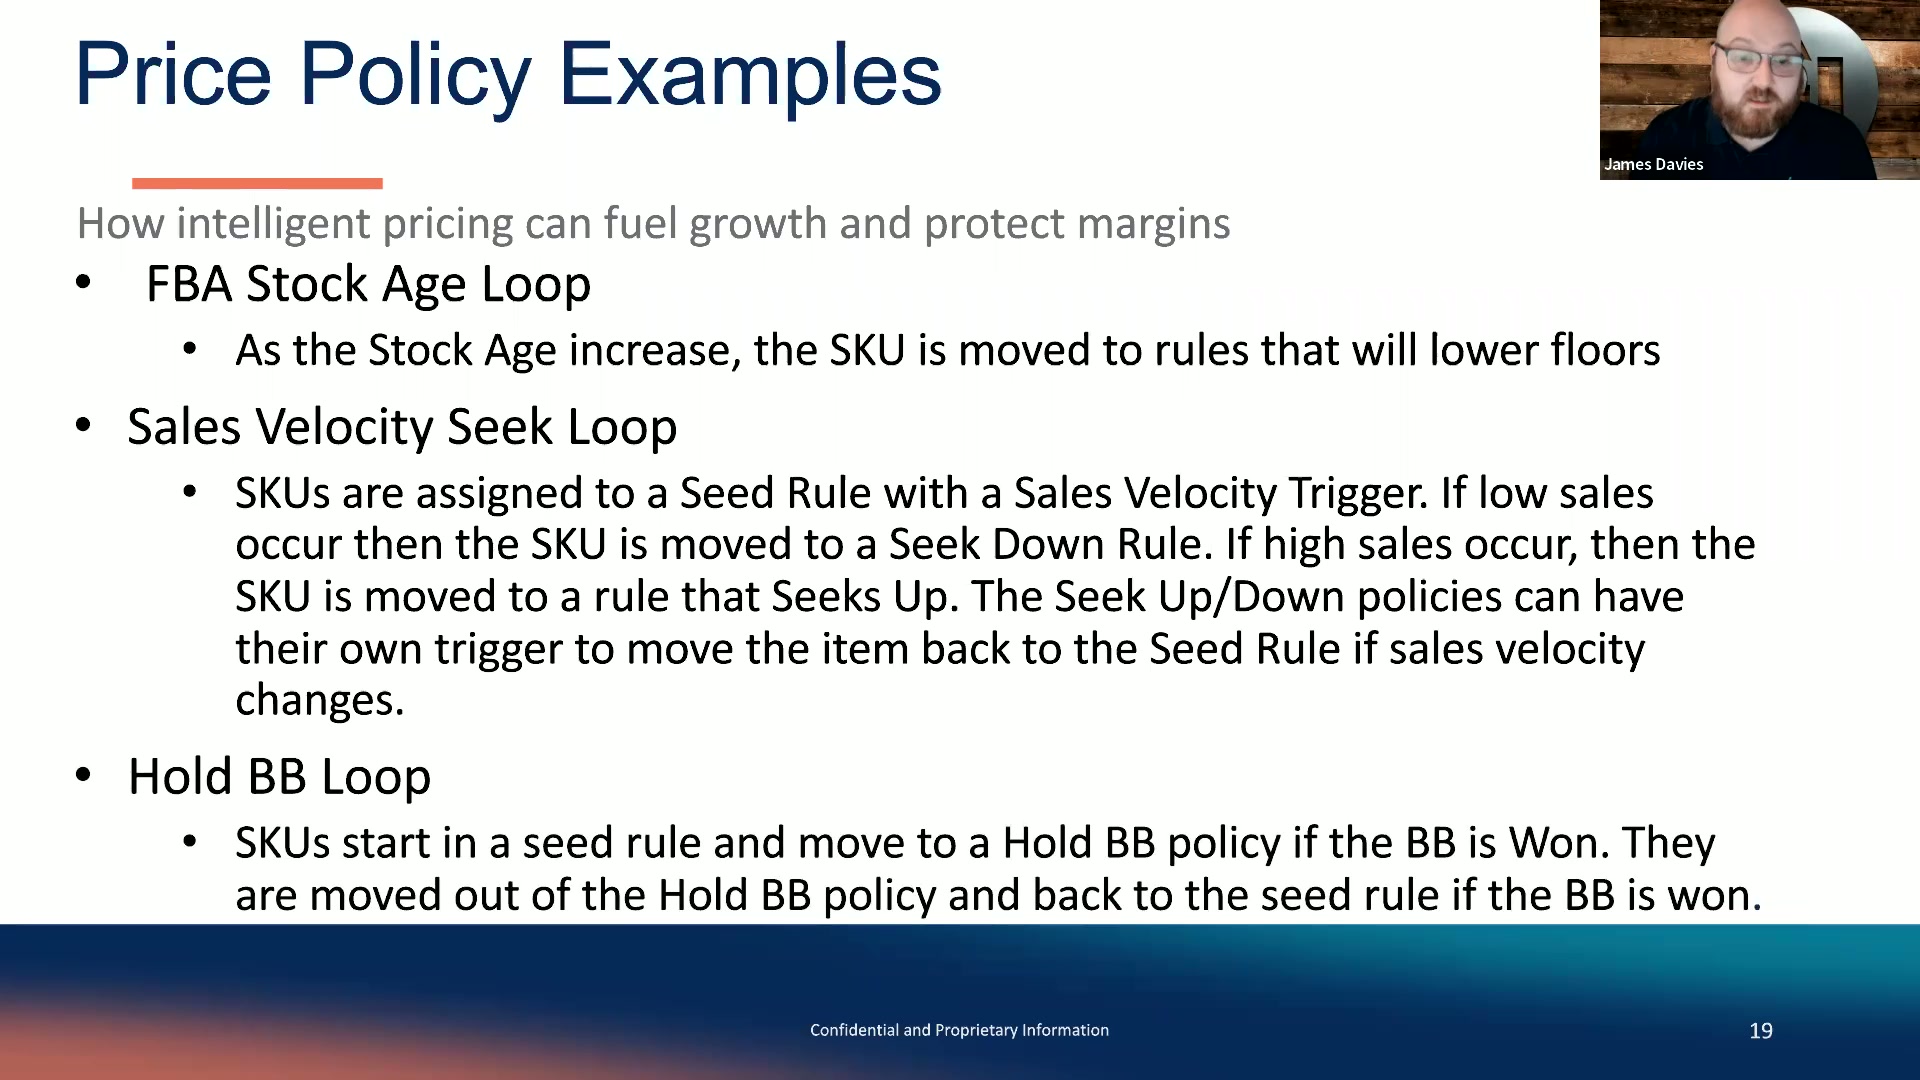 Price Policy Examples
James Davies
How intelligent pricing can fuel growth and protect margins
• FBA Stock Age Loop
• As the Stock Age increase, the SKU is moved to rules that will lower floors
• Sales Velocity Seek Loop
• SKUs are assigned to a Seed Rule with a Sales Velocity Trigger. If low sales
occur then the SKU is moved to a Seek Down Rule. If high sales occur, then the
SKU is moved to a rule that Seeks Up. The Seek Up/Down policies can have
their own trigger to move the item back to the Seed Rule if sales velocity
changes.
• Hold BB Loop
• SKUs start in a seed rule and move to a Hold BB policy if the BB is Won. They
are moved out of the Hold BB policy and back to the seed rule if the BB is won.
Confidential and Proprietary Information
19